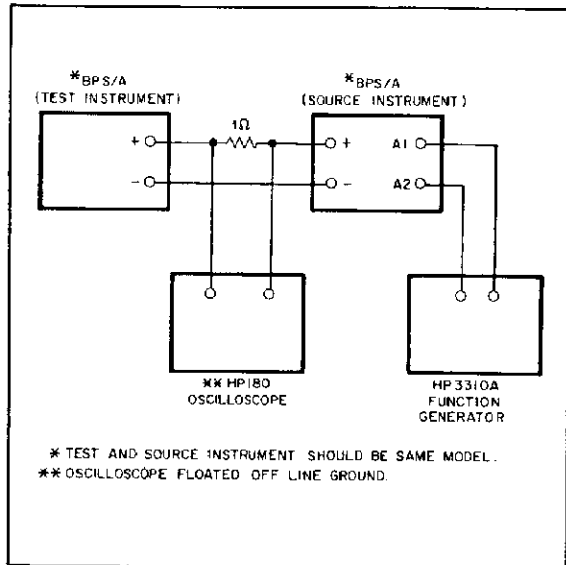 *BPS/A
(TEST INSTRUMENT)
*BPS/A
(SOURCE INSTRUMENT)
1Ω
+
+ A1
-
- A2
** HP180
OSCILLOSCOPE
HP3310A
FUNCTION
GENERATOR
* TEST AND SOURCE INSTRUMENT SHOULD BE SAME MODEL.
** OSCILLOSCOPE FLOATED OFF LINE GROUND.